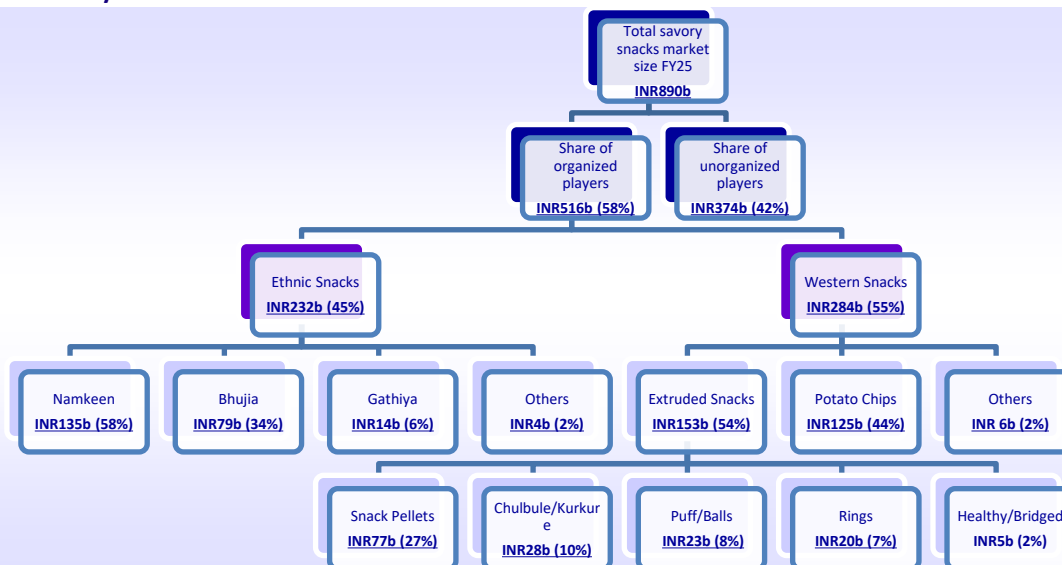 Total savory
snacks market
size FY25
INR890b
Share of
organized
players
INR516b (58%)
Share of
unorganized
players
INR374b (42%)
Ethnic Snacks
INR232b (45%)
Western Snacks
INR284b (55%)
Namkeen
INR135b (58%)
Bhujia
INR79b (34%)
Gathiya
INR14b (6%)
Others
INR4b (2%)
Extruded Snacks
INR153b (54%)
Potato Chips
INR125b (44%)
Others
INR 6b (2%)
Snack Pellets
INR77b (27%)
Chulbule/Kurkur
e
INR28b (10%)
Puff/Balls
INR23b (8%)
Rings
INR20b (7%)
Healthy/Bridged
INR5b (2%)